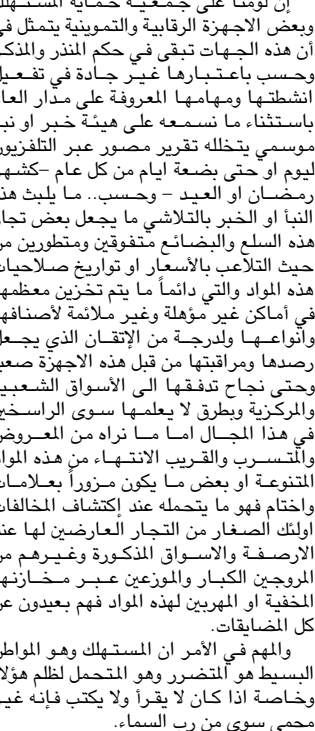 إن لومنا على جمعية حماية المستهلك
وبعض الاجهزة الرقابية والتموينية يتمثل في
أن هذه الجهات تبقى في حكم المنذر والمذكر
وحسب باعتبارها غير جادة في تفعيل
انشطتها ومهامها المعروفة على مدار العام
باستثناء ما نسمعه على هيئة خبر او نبأ
موسمي يتخلله تقرير مصور عبر التلفزيون
ليوم او حتى بضعة ايام من كل عام –كشهر
رمضان او العيد – وحسب.. ما يلبث هذا
النبأ او الخبر بالتلاشي ما يجعل بعض تجار
هذه السلع والبضائع متفوقين ومتطورين من
حيث التلاعب بالأسعار او تواريخ صلاحيات
هذه المواد والتي دائماً ما يتم تخزين معظمها
في أماكن غير مؤهلة وغير ملائمة لأصنافها
وانواعها ولدرجة من الإتقان الذي يجعل
رصدها ومراقبتها من قبل هذه الاجهزة صعباً
وحتى نجاح تدفقها الى الأسواق الشعبية
والمركزية وبطرق لا يعلمها سوى الراسخين
في هذا المجال اما ما نراه من المعروض
والمتسرب والقريب الانتهاء من هذه المواد
المتنوعة او بعض ما يكون مزوراً بعلامات
واختام فهو ما يتحمله عند إكتشاف المخالفات
اولئك الصغار من التجار العارضين لها عند
الارصفة والاسواق المذكورة وغيرهم من
المروجين الكبار والموزعين عبر مخازنهم
المخفية او المهربين لهذه المواد فهم بعيدون عن
كل المضايقات.
والمهم في الأمر ان المستهلك وهو المواطن
البسيط هو المتضرر وهو المتحمل لظلم هؤلاء
وخاصة اذا كان لا يقرأ ولا يكتب فإنه غير
محمي سوى من رب السماء.